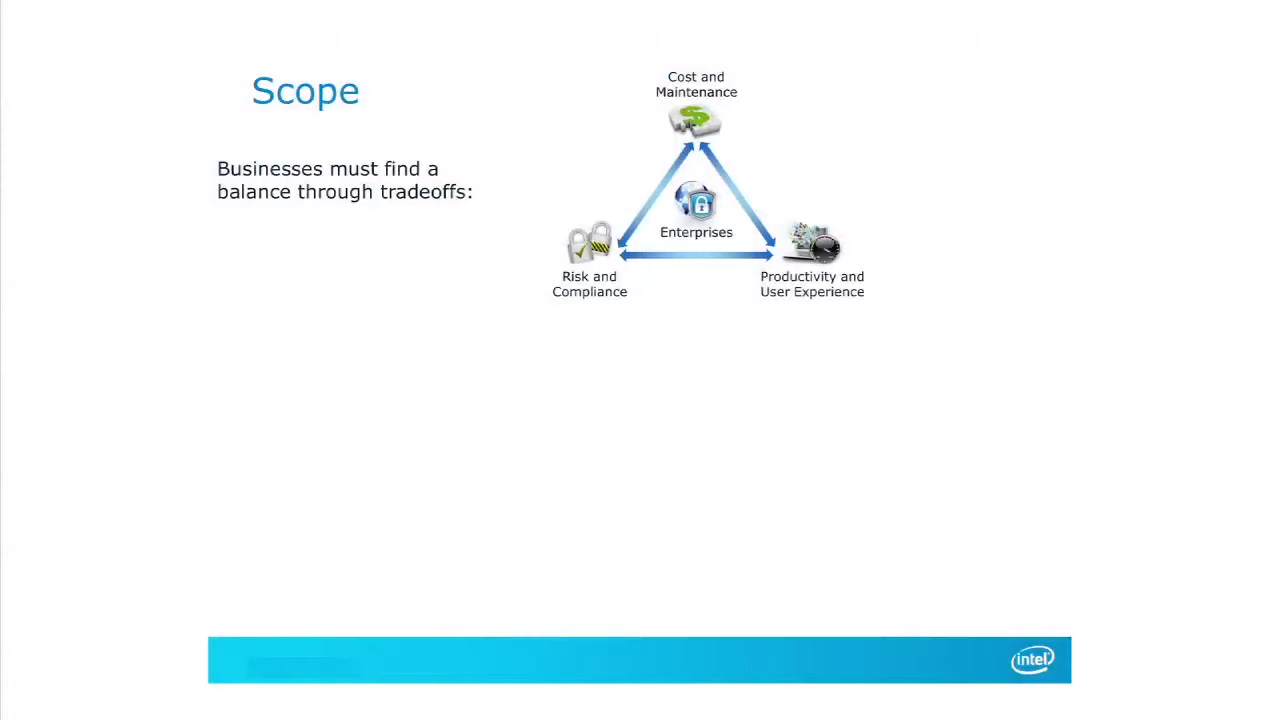 Scope
Cost and
Maintenance
Businesses must find a
balance through tradeoffs:
Enterprises
Risk and
Compliance
Productivity and
User Experience
intel